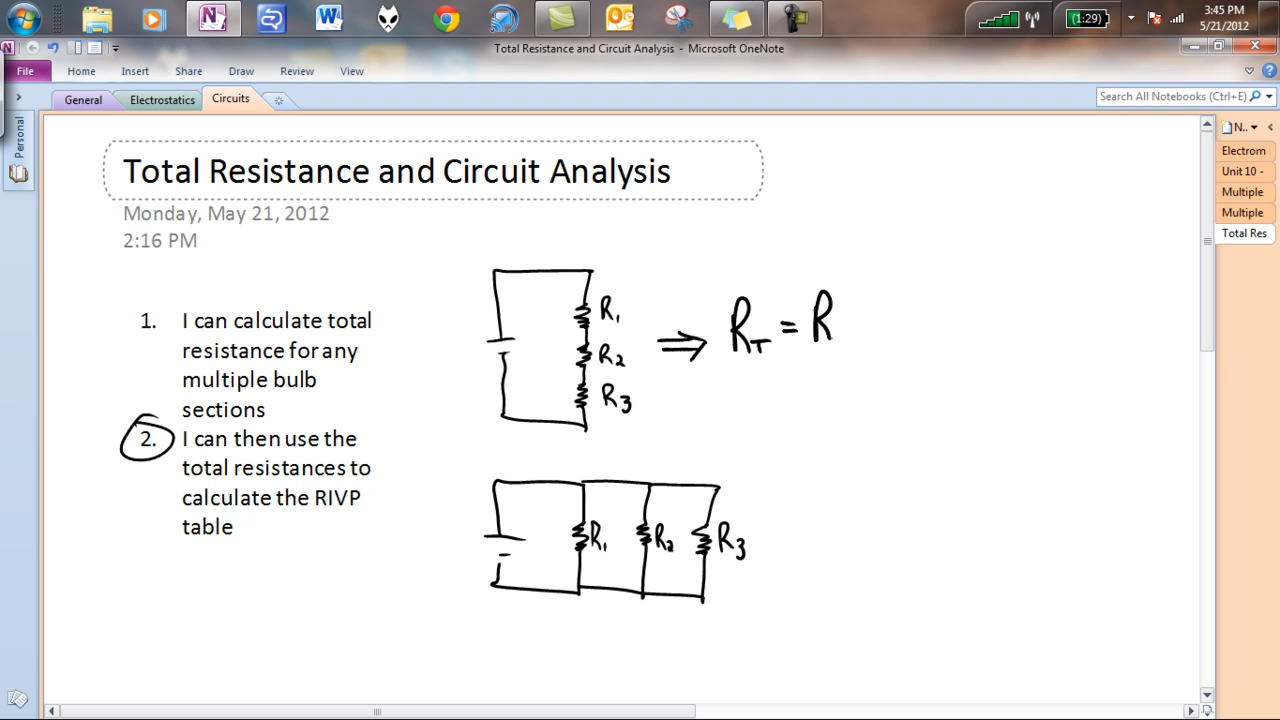 (1:29)
3:45 PM
5/21/2012
Total Resistance and Circuit Analysis - Microsoft OneNote
File Home Insert Share Draw Review View
General Electrostatics Circuits
Search All Notebooks (Ctrl+E)
Personal
N..
Electrom
Unit 10 -
Multiple
Multiple
Total Res
Total Resistance and Circuit Analysis
Monday, May 21, 2012
2:16 PM
1. I can calculate total
resistance for any
multiple bulb
sections
2. I can then use the
total resistances to
calculate the RIVP
table
R1
R2
R3
⇒ RT = R
R1 R2 R3